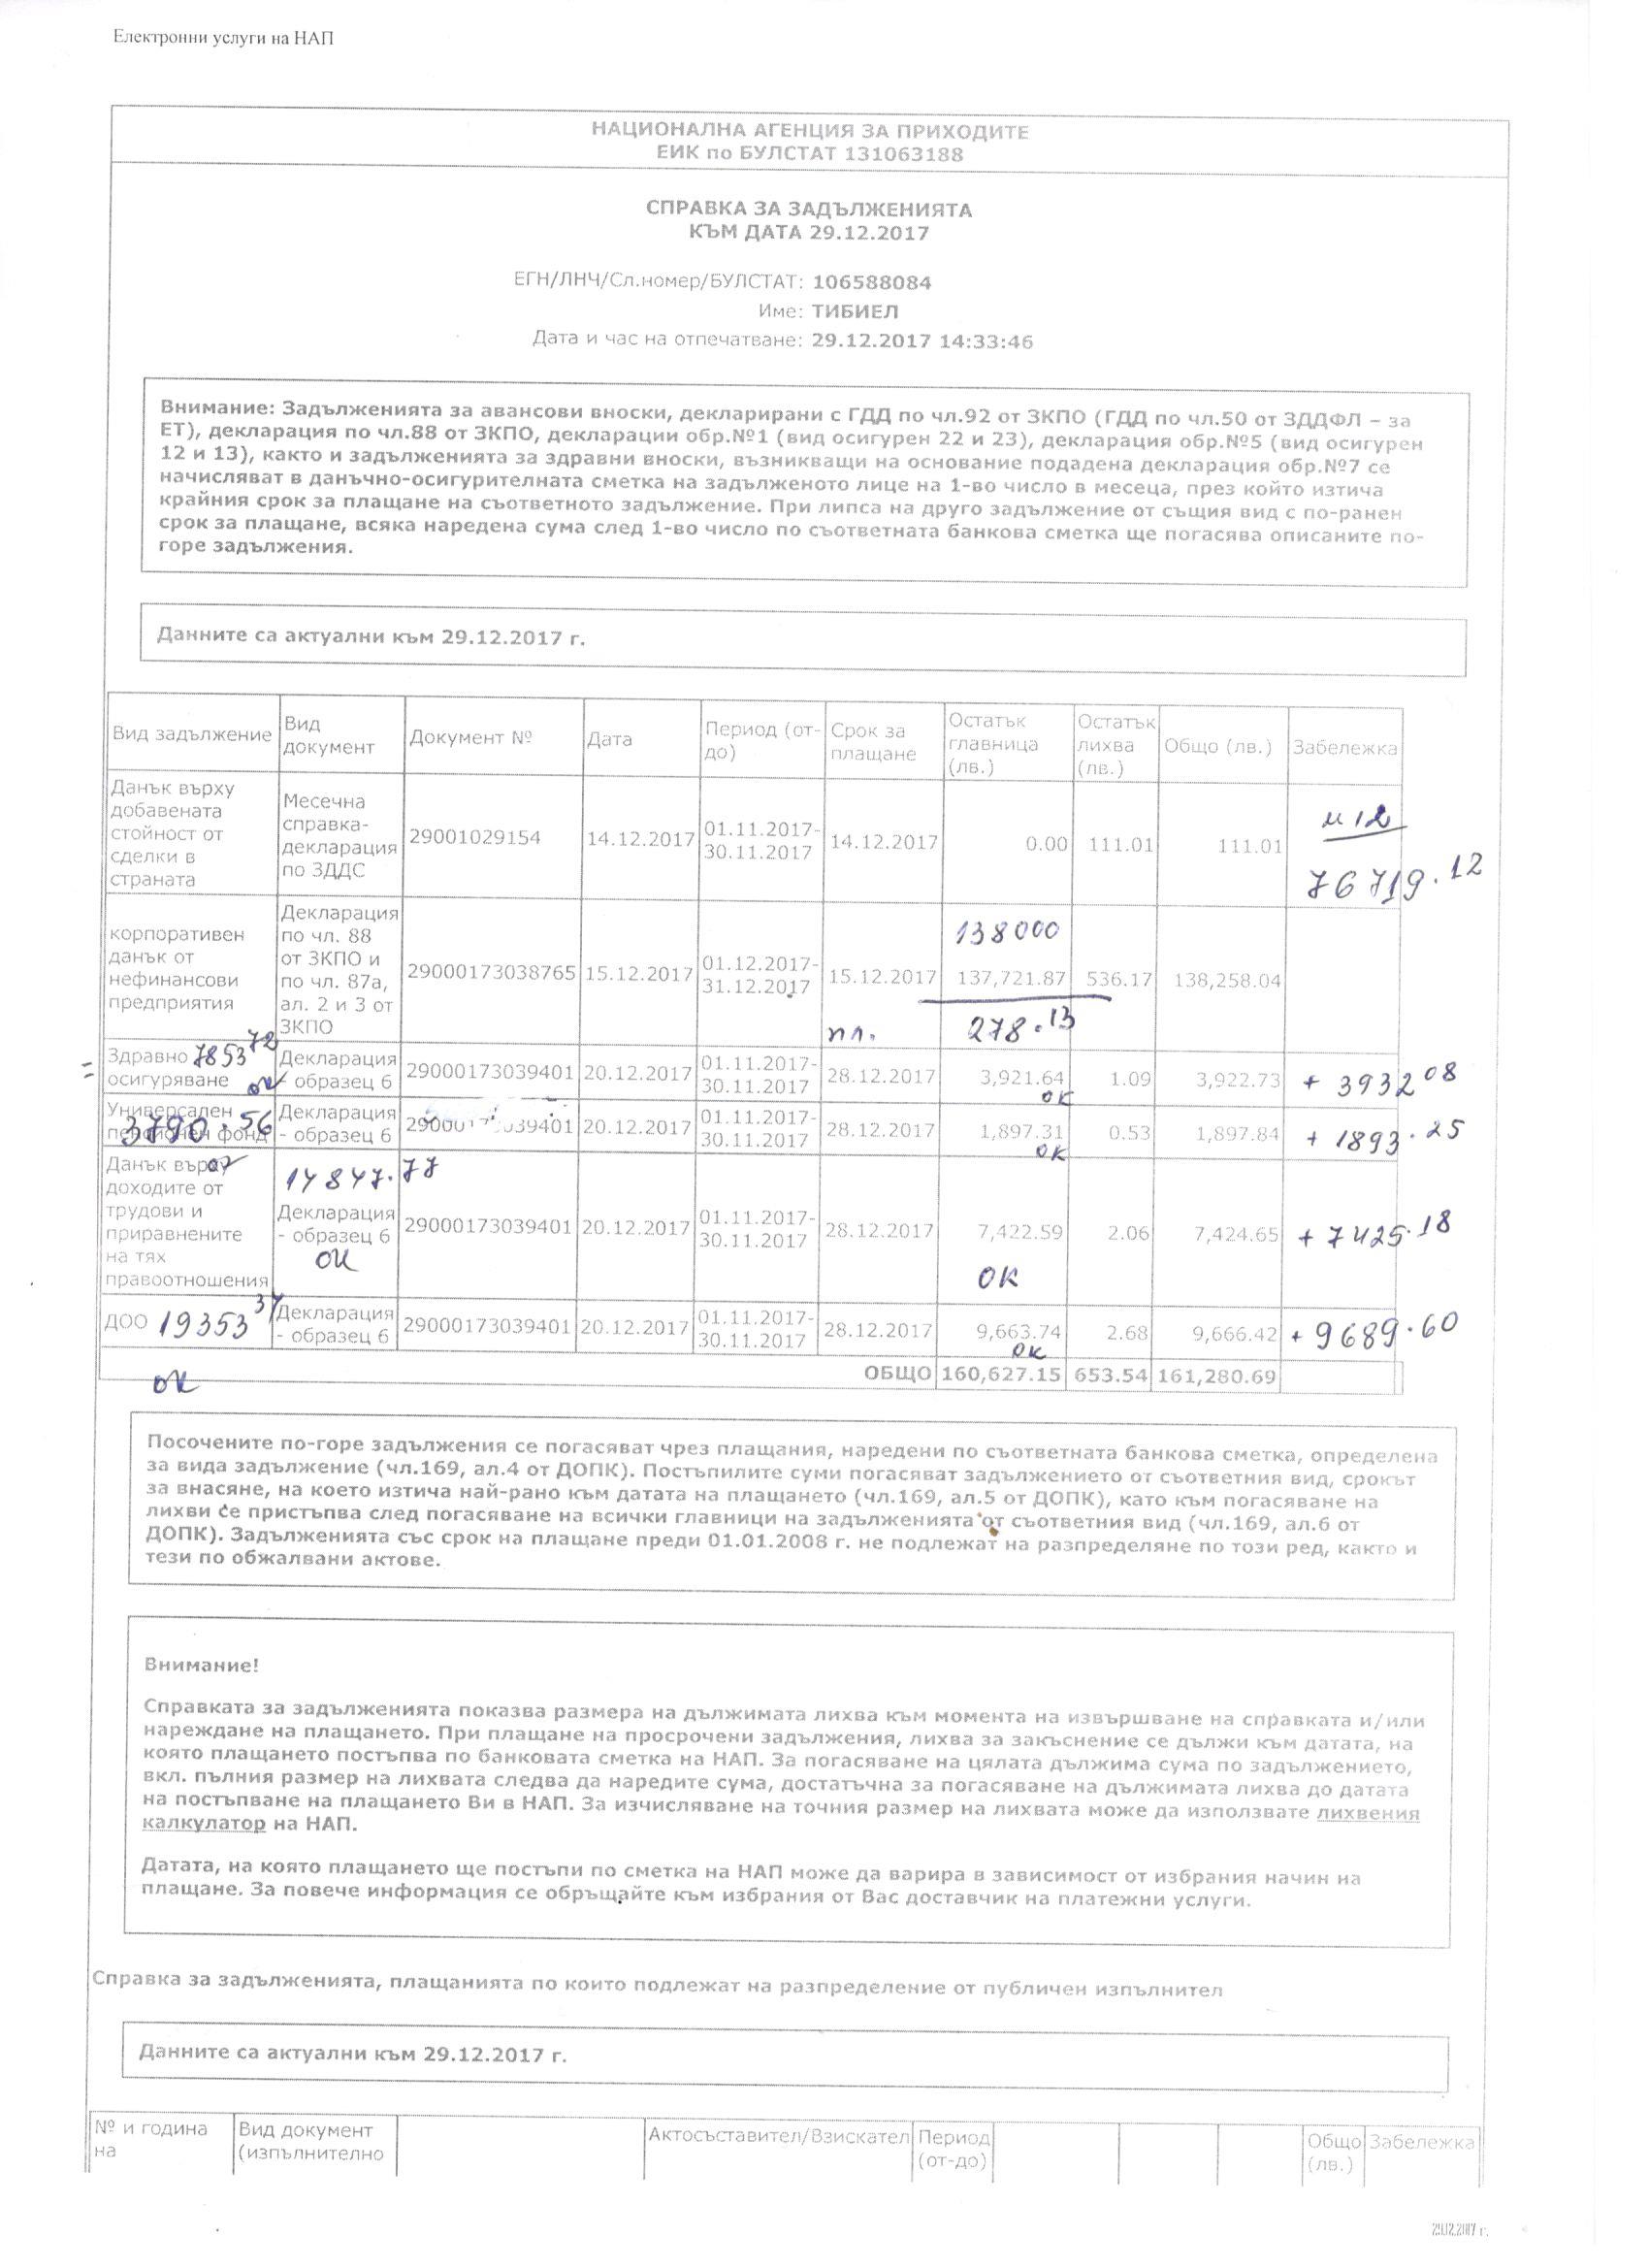 Електронни услуги на НАП
НАЦИОНАЛНА АГЕНЦИЯ ЗА ПРИХОДИТЕ
ЕИК по БУЛСТАТ 131063188
СПРАВКА ЗА ЗАДЪЛЖЕНИЯТА
КЪМ ДАТА 29.12.2017
ЕГН/ЛНЧ/Сл.номер/БУЛСТАТ: 106588084
Име: ТИБИЕЛ
Дата и час на отпечатване: 29.12.2017 14:33:46
Внимание: Задълженията за авансови вноски, декларирани с ГДД по чл.92 от ЗКПО (ГДД по чл.50 от ЗДДФЛ – за
ЕТ), декларация по чл.88 от ЗКПО, декларации обр.№1 (вид осигурен 22 и 23), декларация обр.№5 (вид осигурен
12 и 13), както и задълженията за здравни вноски, възникващи на основание подадена декларация обр.№7 се
начисляват в данъчно-осигурителната сметка на задълженото лице на 1-во число в месеца, през който изтича
крайния срок за плащане на съответното задължение. При липса на друго задължение от същия вид с по-ранен
срок за плащане, всяка наредена сума след 1-во число по съответната банкова сметка ще погасява описаните по-
горе задължения.
Данните са актуални към 29.12.2017 г.
Вид задължение
Вид
документ
Документ №
Дата
Период (от-
до)
Срок за
плащане
Остатък
главница
(лв.)
Остатък
лихва
(лв.)
Общо (лв.)
Забележка
Данък върху
добавената
стойност от
сделки в
страната
Месечна
справка-
декларация
по ЗДДС
29001029154
14.12.2017
01.11.2017-
30.11.2017
14.12.2017
0.00
111.01
111.01
м 12
76719.12
корпоративен
данък от
нефинансови
предприятия
Декларация
по чл. 88
от ЗКПО и
по чл. 87а,
ал. 2 и 3 от
ЗКПО
29000173038765
15.12.2017
01.12.2017-
31.12.2017
15.12.2017
пл.
138000
137,721.87
278.13
536.17
138,258.04
= Здравно 7853 72
осигуряване ок
Декларация
- образец 6
29000173039401
20.12.2017
01.11.2017-
30.11.2017
28.12.2017
3,921.64
ок
1.09
3,922.73
+ 3932 08
Универсален
пенсионен фонд
3790.56
ок
Декларация
- образец 6
29000173039401
20.12.2017
01.11.2017-
30.11.2017
28.12.2017
1,897.31
ок
0.53
1,897.84
+ 1893.25
Данък върху
доходите от
трудови и
приравнените
на тях
правоотношения
14847.77
Декларация
- образец 6
ок
29000173039401
20.12.2017
01.11.2017-
30.11.2017
28.12.2017
7,422.59
ОК
2.06
7,424.65
+ 7425.18
ДОО 19353 34
ок
Декларация
- образец 6
29000173039401
20.12.2017
01.11.2017-
30.11.2017
28.12.2017
9,663.74
ок
2.68
9,666.42
+ 9689.60
ОБЩО 160,627.15 653.54 161,280.69
Посочените по-горе задължения се погасяват чрез плащания, наредени по съответната банкова сметка, определена
за вида задължение (чл.169, ал.4 от ДОПК). Постъпилите суми погасяват задължението от съответния вид, срокът
за внасяне, на което изтича най-рано към датата на плащането (чл.169, ал.5 от ДОПК), като към погасяване на
лихви се пристъпва след погасяване на всички главници на задълженията от съответния вид (чл.169, ал.6 от
ДОПК). Задълженията със срок на плащане преди 01.01.2008 г. не подлежат на разпределяне по този ред, както и
тези по обжалвани актове.
Внимание!
Справката за задълженията показва размера на дължимата лихва към момента на извършване на справката и/или
нареждане на плащането. При плащане на просрочени задължения, лихва за закъснение се дължи към датата, на
която плащането постъпва по банковата сметка на НАП. За погасяване на цялата дължима сума по задължението,
вкл. пълния размер на лихвата следва да наредите сума, достатъчна за погасяване на дължимата лихва до датата
на постъпване на плащането Ви в НАП. За изчисляване на точния размер на лихвата може да използвате лихвения
калкулатор на НАП.
Датата, на която плащането ще постъпи по сметка на НАП може да варира в зависимост от избрания начин на
плащане. За повече информация се обръщайте към избрания от Вас доставчик на платежни услуги.
Справка за задълженията, плащанията по които подлежат на разпределение от публичен изпълнител
Данните са актуални към 29.12.2017 г.
№ и година
на
Вид документ
(изпълнително
Актосъставител/Взискател
Период
(от-до)
Общо
(лв.)
Забележка
29.12.2017 г.